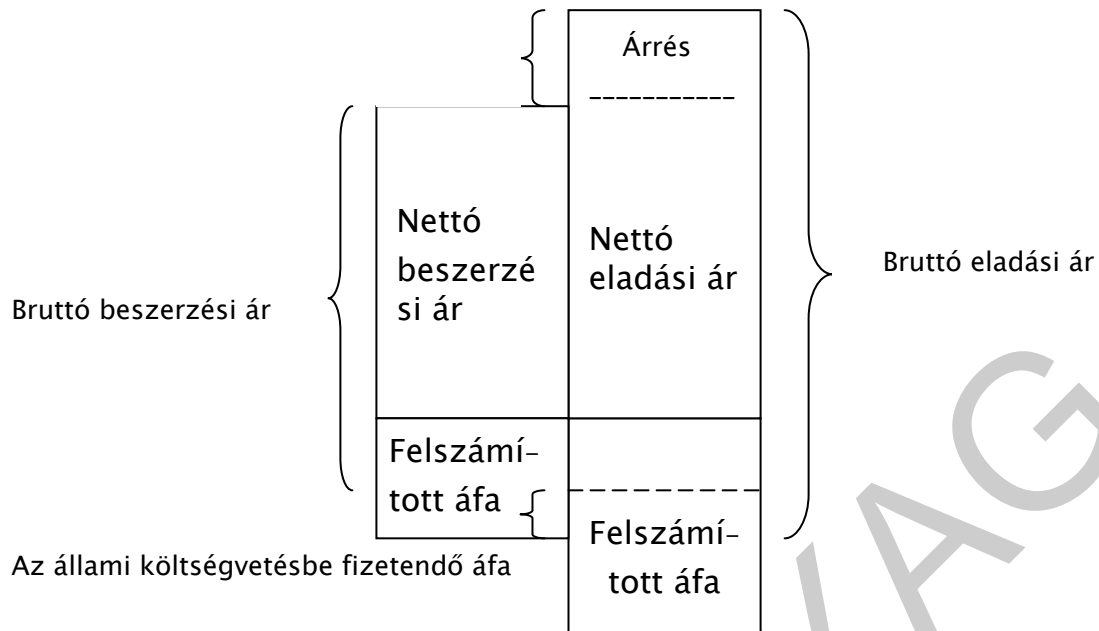 Árrés
Nettó
beszerzé
si ár
Nettó
eladási ár
Bruttó eladási ár
Bruttó beszerzési ár
Felszámí-
tott áfa
Felszámí-
tott áfa
Az állami költségvetésbe fizetendő áfa
YAG